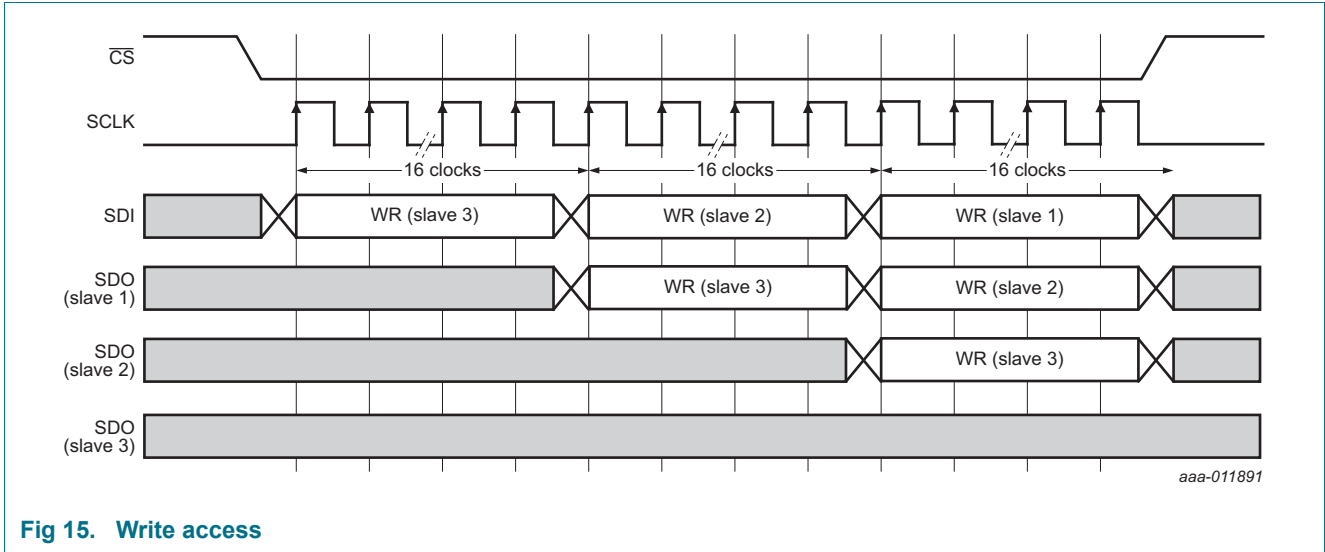 CS
SCLK
16 clocks 16 clocks 16 clocks
SDI WR (slave 3) WR (slave 2) WR (slave 1)
SDO
(slave 1) WR (slave 3) WR (slave 2)
SDO
(slave 2) WR (slave 3)
SDO
(slave 3)
aaa-011891
Fig 15. Write access